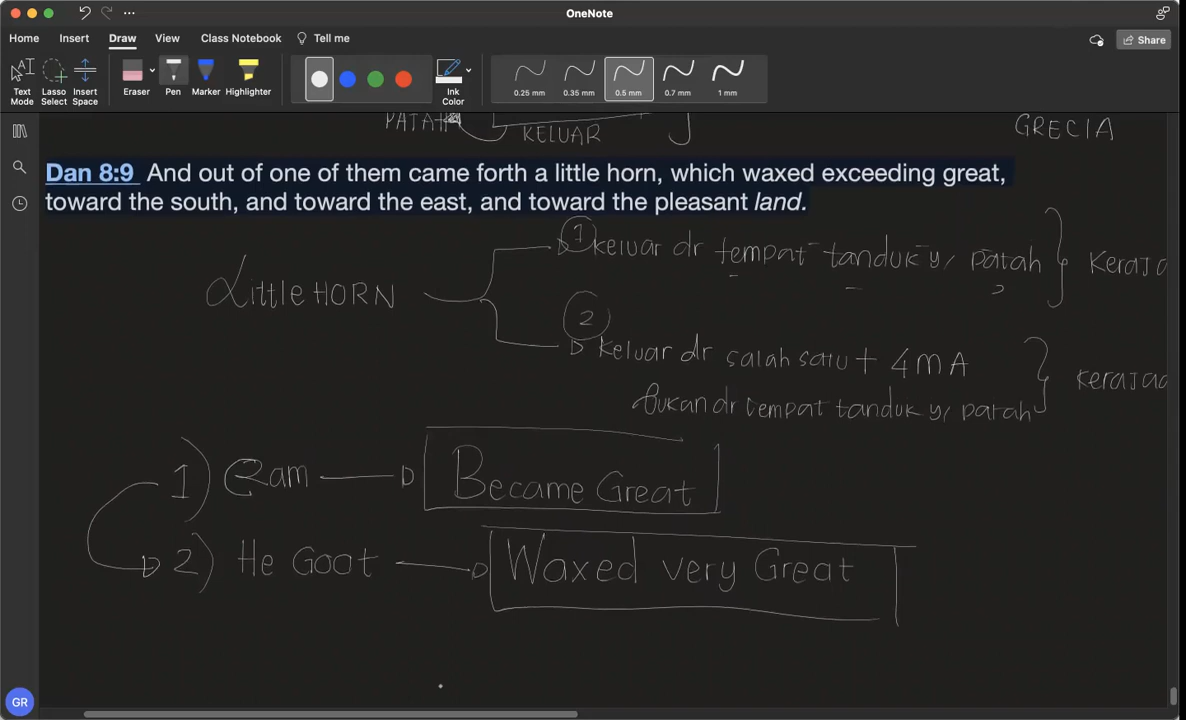 OneNote
Home Insert Draw View Class Notebook Tell me
Share
Text Mode
Lasso Select
Insert Space
Eraser
Pen
Marker
Highlighter
Ink Color
0.25 mm 0.35 mm 0.5 mm 0.7 mm 1 mm
PATAH
KELUAR
GRECIA
Dan 8:9 And out of one of them came forth a little horn, which waxed exceeding great,
toward the south, and toward the east, and toward the pleasant land.
1 keluar dr tempat tanduk y, patah
Little HORN
2
keluar dr salah satu + 4 m A
Bukan dr tempat tanduk y, patah
1) Ram Became Great
2) He Goat Waxed very Great
GR